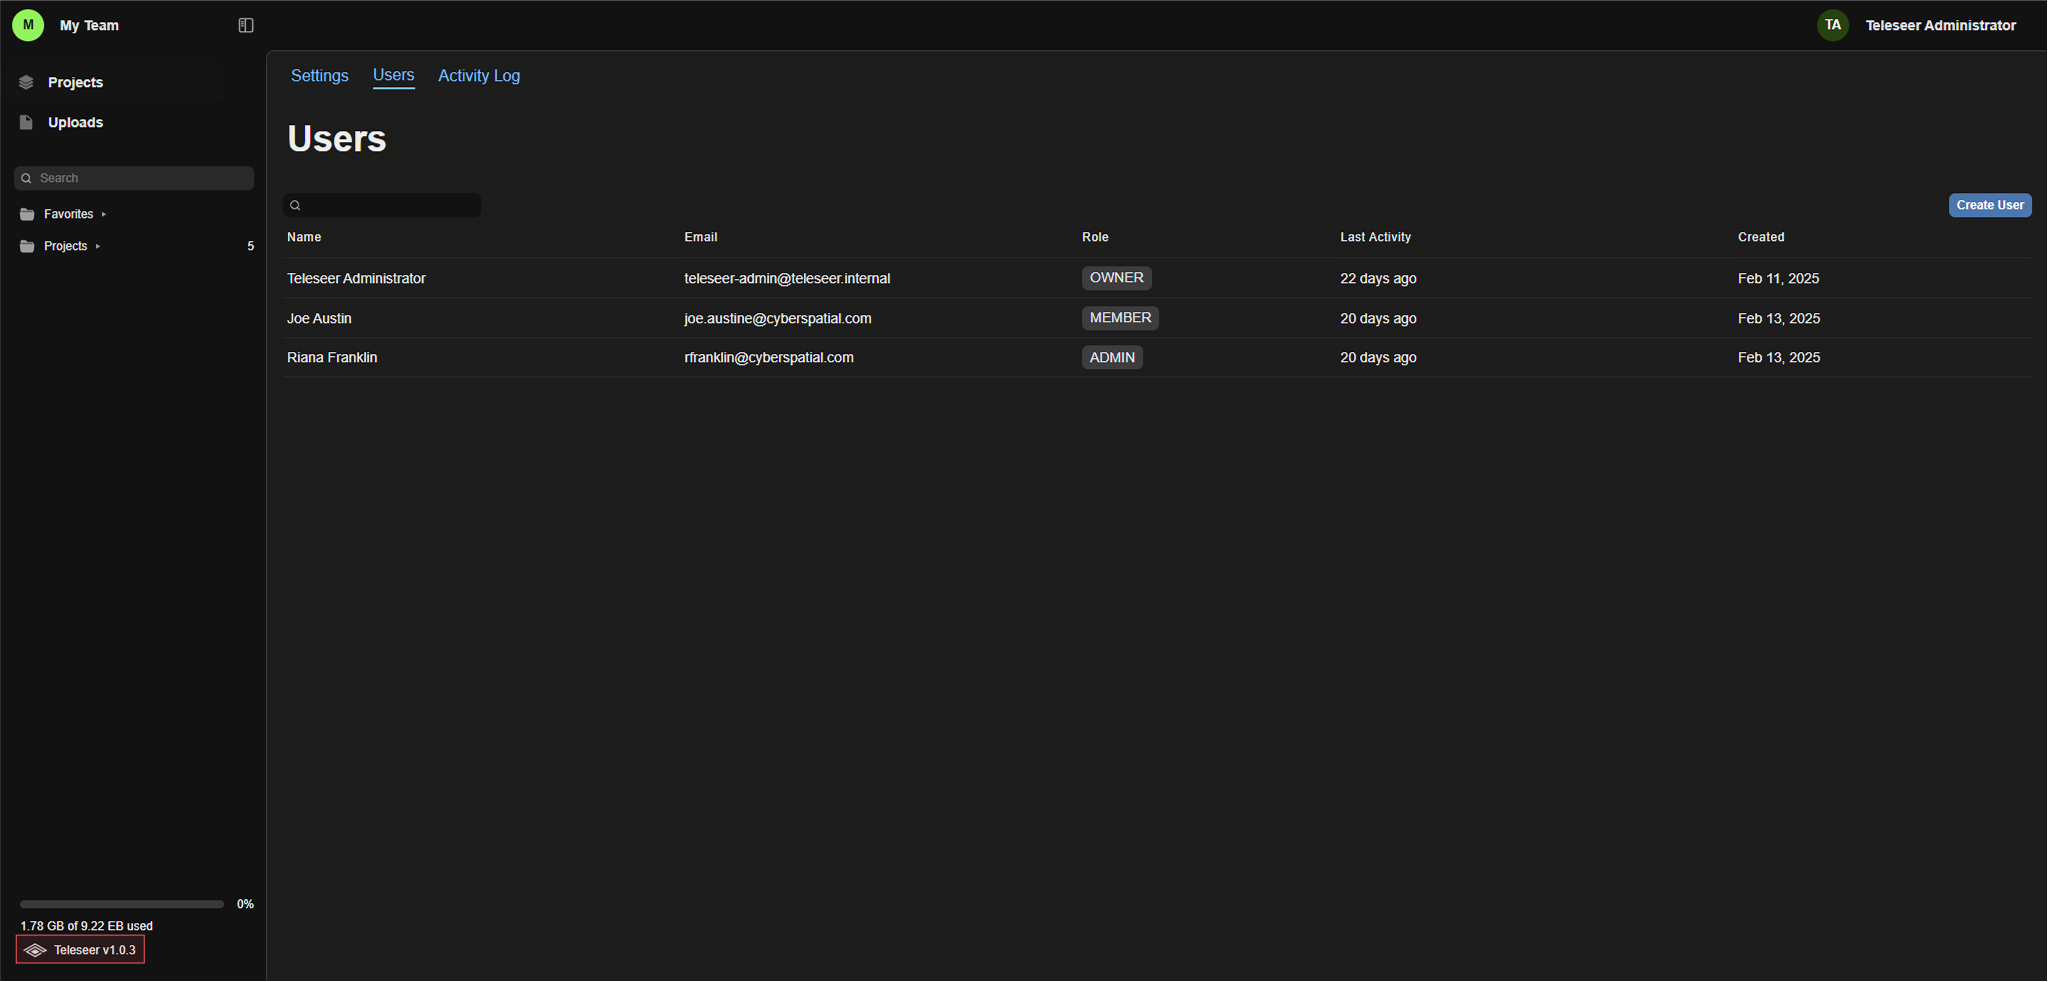 M My Team
TA Teleseer Administrator
Projects
Uploads
Search
Favorites
Projects 5
0%
1.78 GB of 9.22 EB used
Teleseer v1.0.3
Settings Users Activity Log
Users
Create User
Name Email Role Last Activity Created
Teleseer Administrator teleseer-admin@teleseer.internal OWNER 22 days ago Feb 11, 2025
Joe Austin joe.austine@cyberspatial.com MEMBER 20 days ago Feb 13, 2025
Riana Franklin rfranklin@cyberspatial.com ADMIN 20 days ago Feb 13, 2025